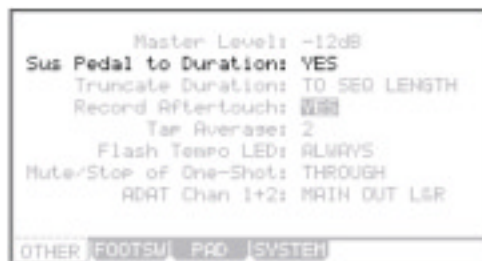 Master Level: -12dB
Sus Pedal to Duration: YES
Truncate Duration: TO SEQ LENGTH
Record Aftertouch: YES
Tap Average: 2
Flash Tempo LED: ALWAYS
Mute/Stop of One-Shot: THROUGH
ADAT Chan 1+2: MAIN OUT L&R
OTHER FOOTSW PAD SYSTEM